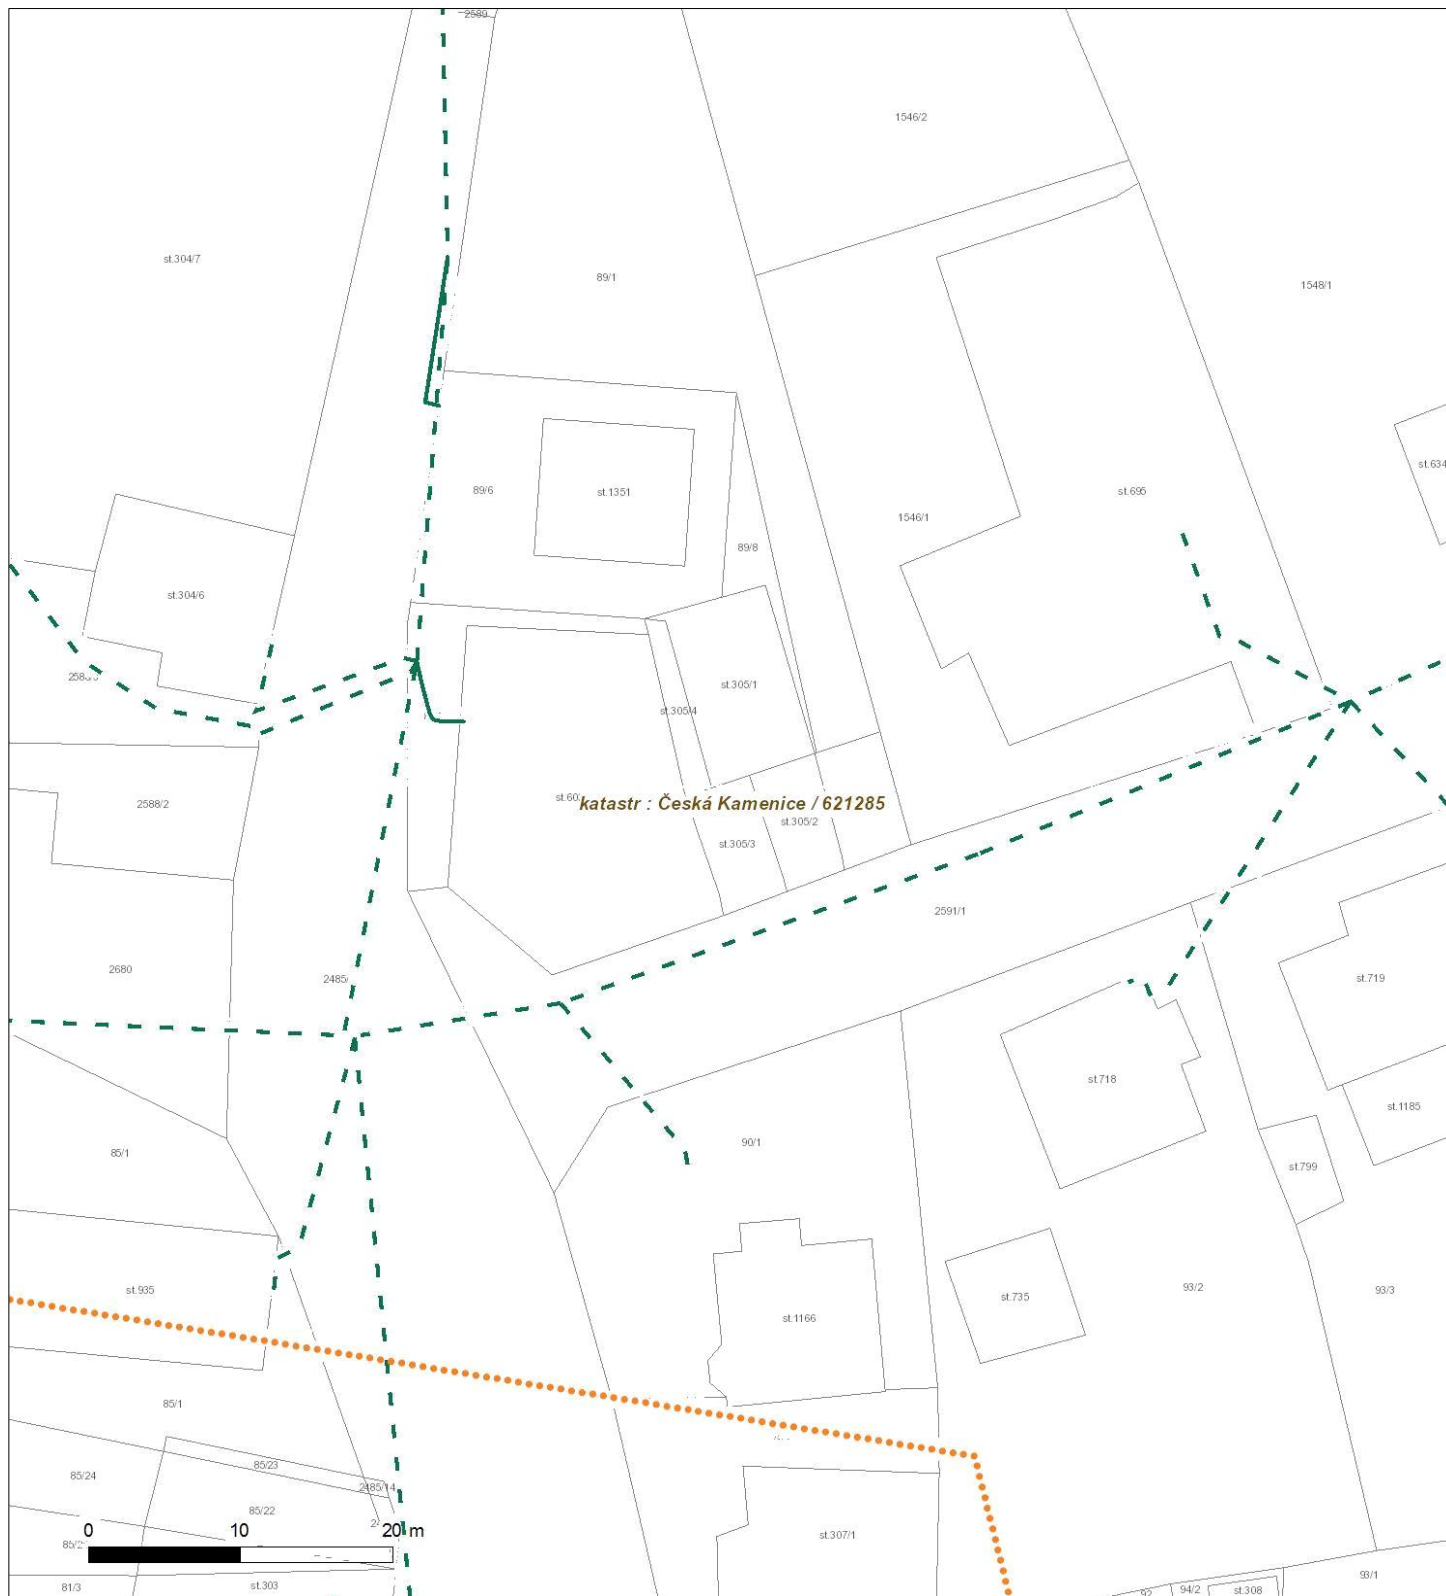 2589
1546/2
st.304/7
89/1
1548/1
st.634
89/6
st.1351
st.695
1546/1
89/8
st.304/6
st.305/1
st.305/4
2588/2
katastr : Česká Kamenice / 621285
st.305/2
st.305/3
2591/1
2680
2485/
st.719
st.718
st.1185
90/1
85/1
st.799
st.935
93/2
93/3
st.735
st.1166
85/1
85/23
85/24
2485/14
85/22
0 10 20 m
st.307/1
81/3
st.303
94/2
st.308
93/1